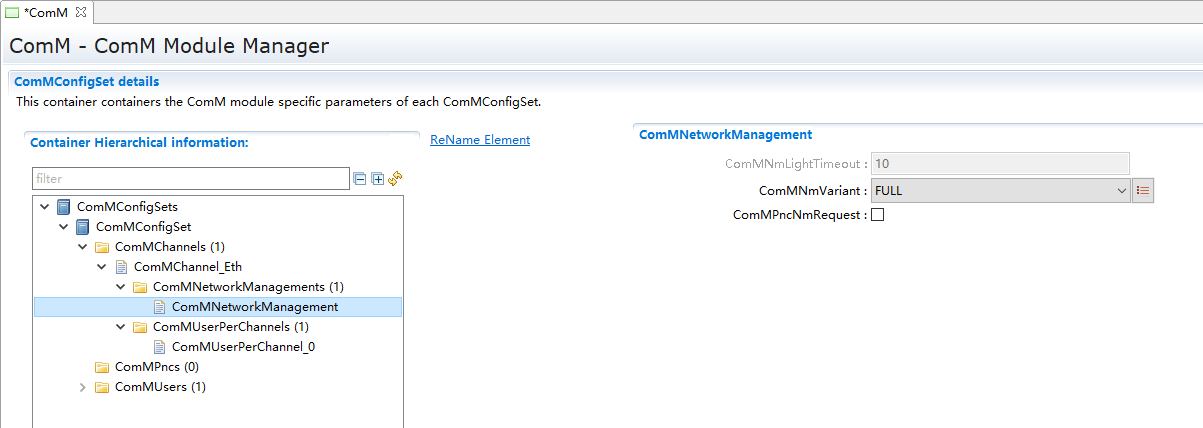 *ComM
ComM - ComM Module Manager
ComMConfigSet details
This container containers the ComM module specific parameters of each ComMConfigSet.
Container Hierarchical information:
ReName Element
filter
ComMConfigSets
ComMConfigSet
ComMChannels (1)
ComMChannel_Eth
ComMNetworkManagements (1)
ComMNetworkManagement
ComMUserPerChannels (1)
ComMUserPerChannel_0
ComMPncs (0)
ComMUsers (1)
ComMNetworkManagement
ComMNmLightTimeout : 10
ComMNmVariant : FULL
ComMPncNmRequest :